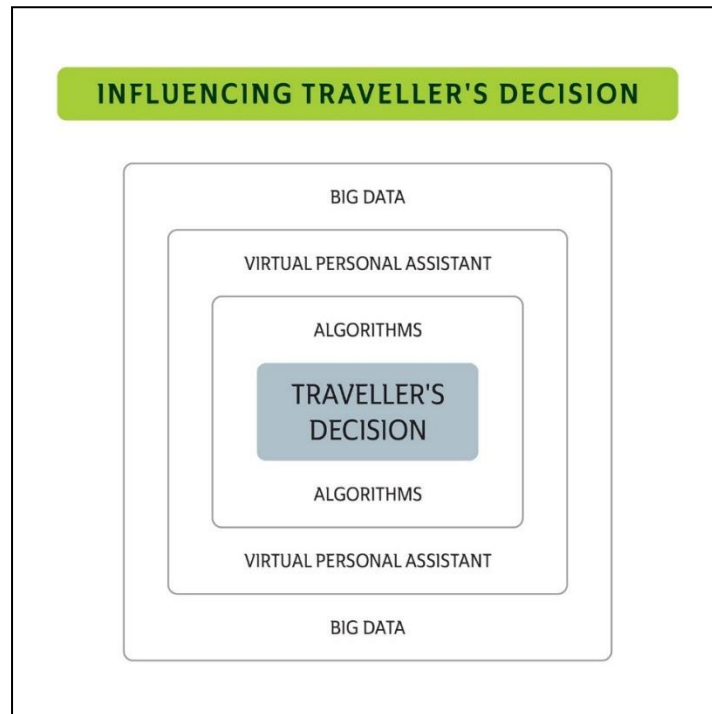 INFLUENCING TRAVELLER'S DECISION
BIG DATA
VIRTUAL PERSONAL ASSISTANT
ALGORITHMS
TRAVELLER'S
DECISION
ALGORITHMS
VIRTUAL PERSONAL ASSISTANT
BIG DATA